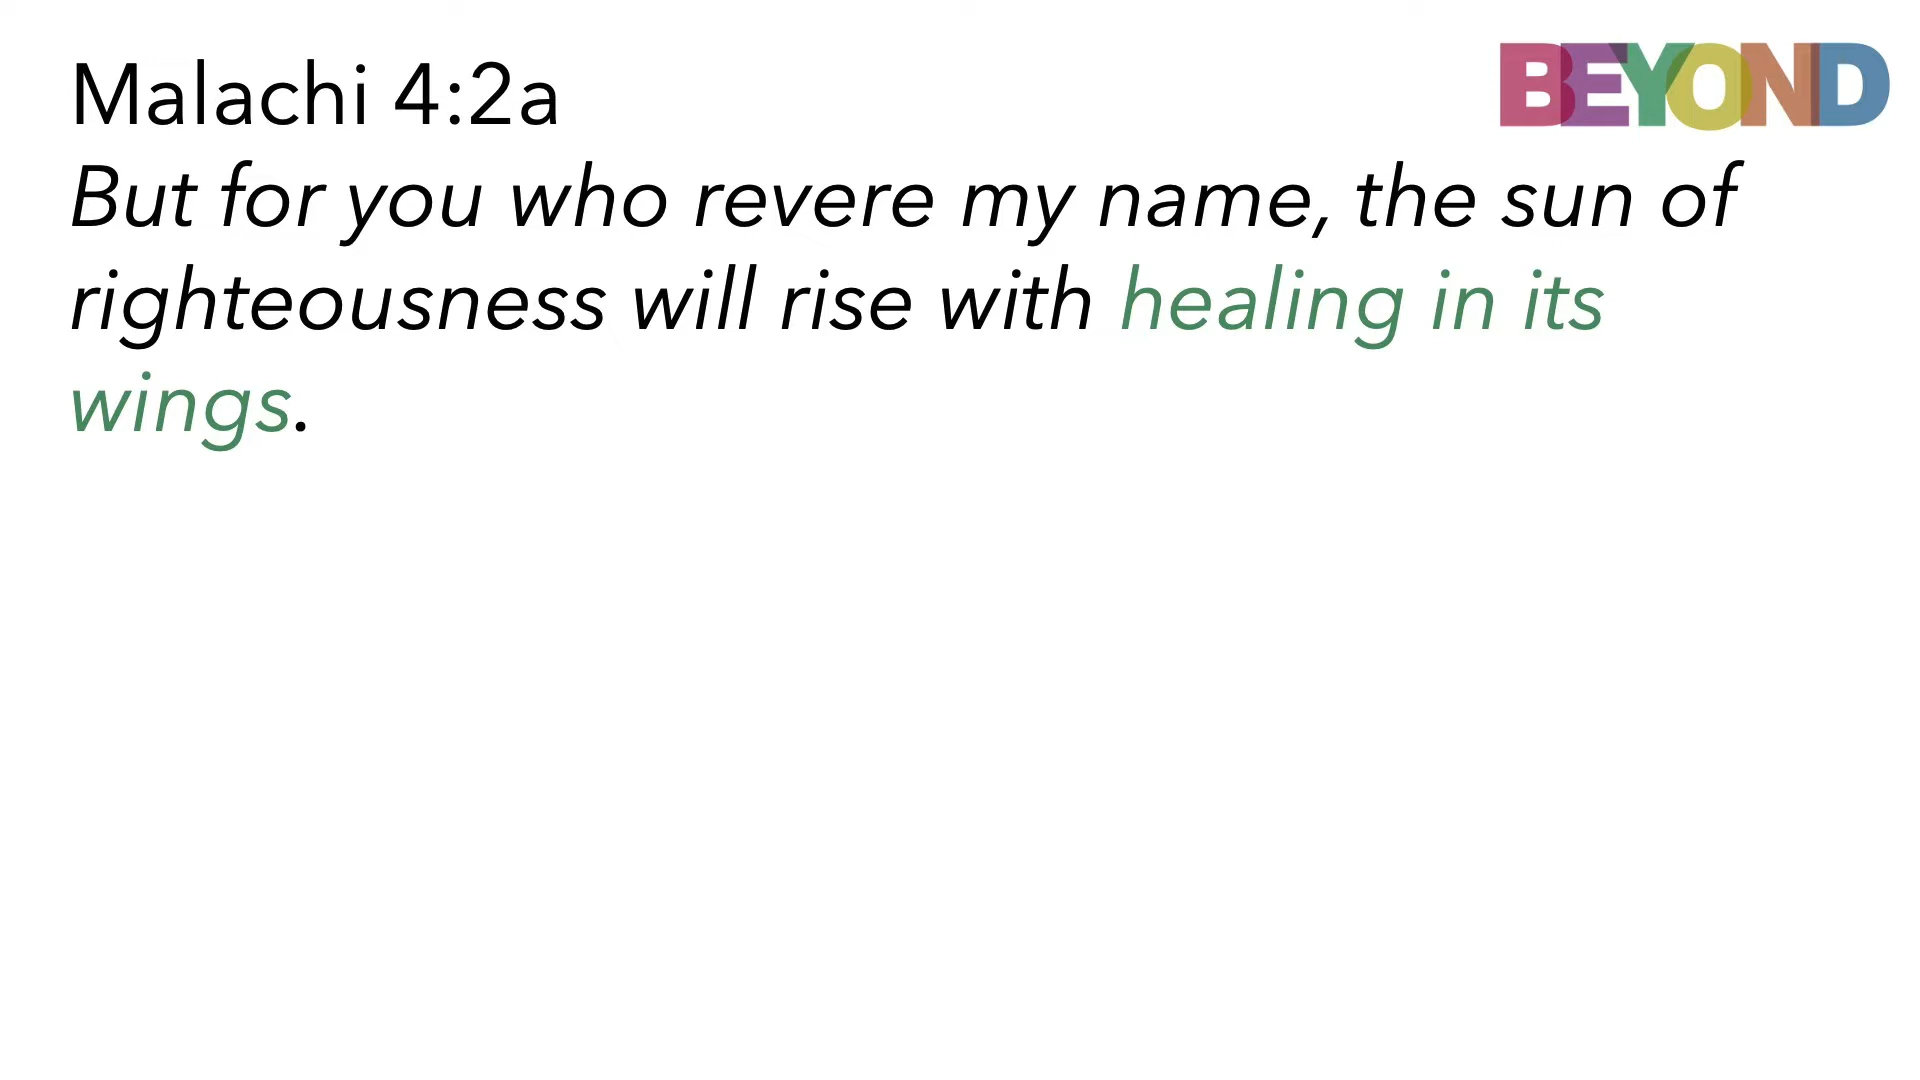 Malachi 4:2a
BEYOND
But for you who revere my name, the sun of
righteousness will rise with healing in its
wings.